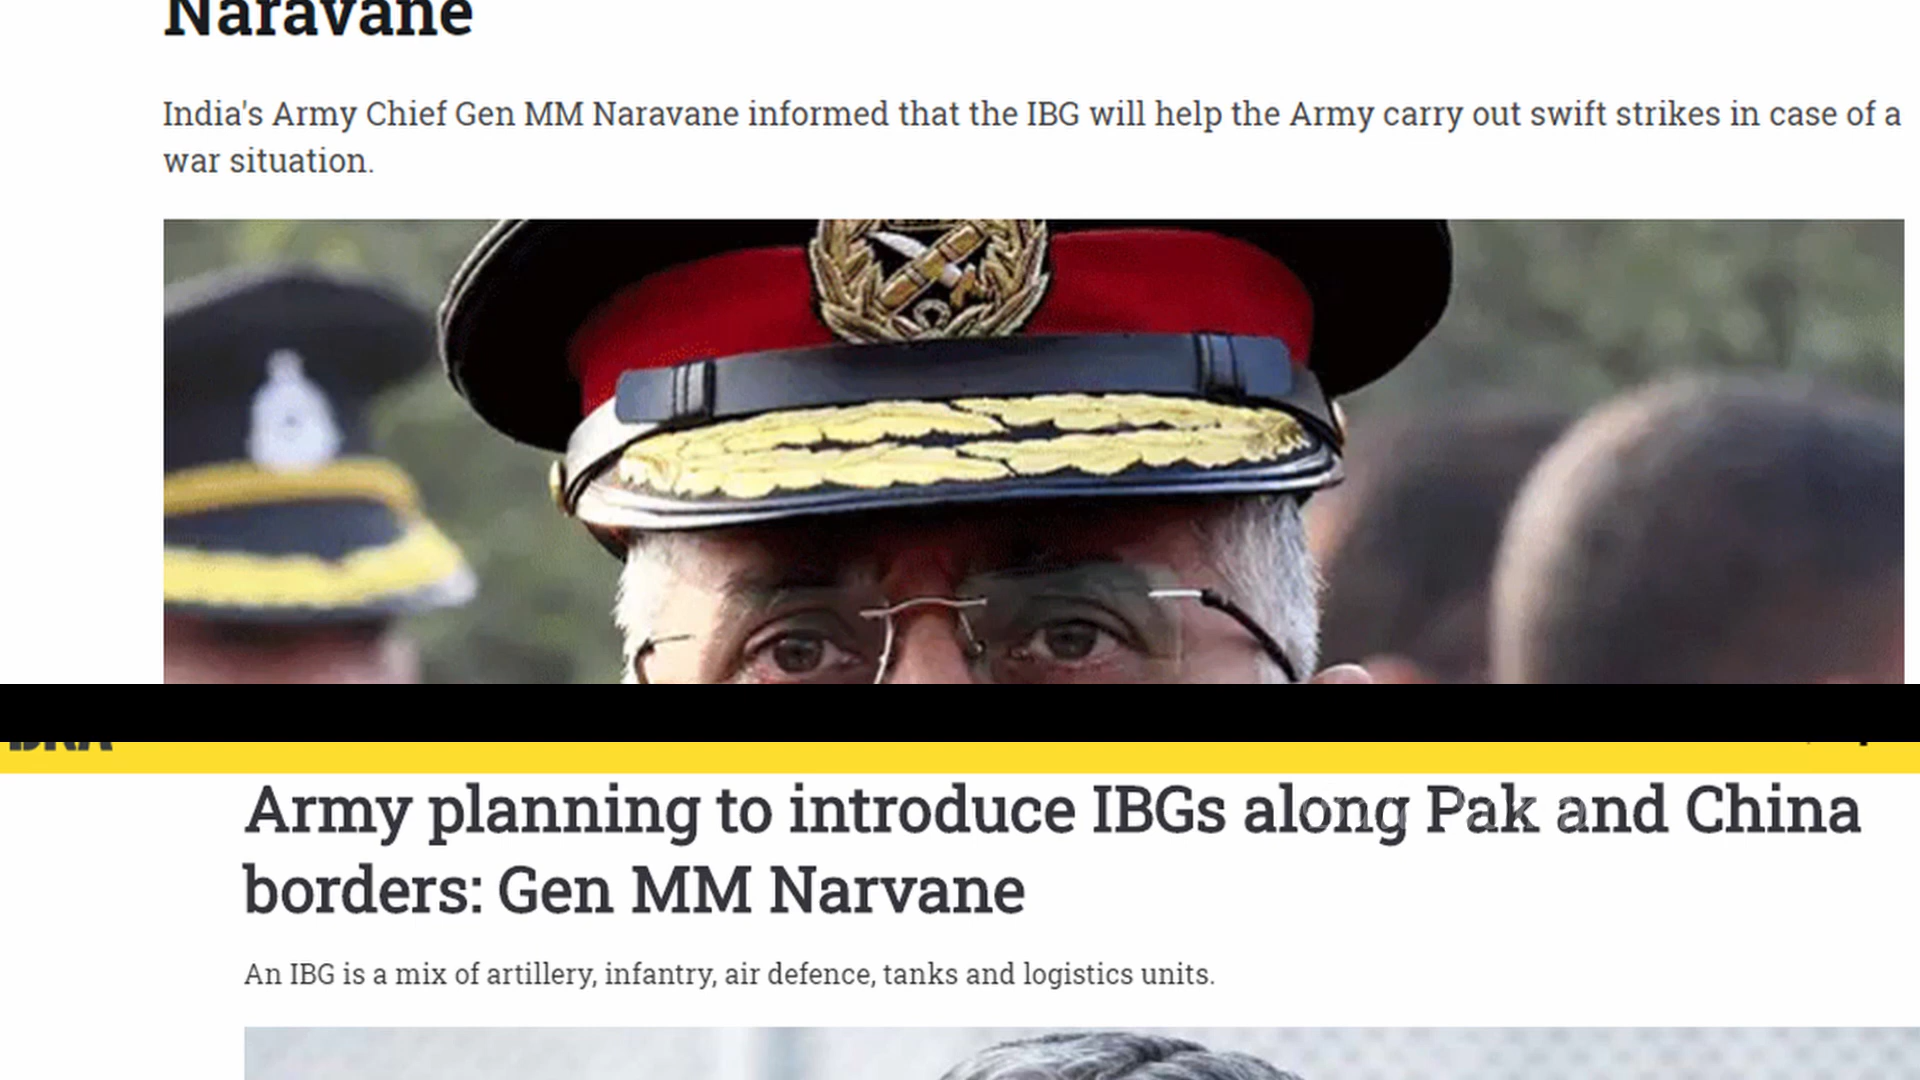 Naravane
India's Army Chief Gen MM Naravane informed that the IBG will help the Army carry out swift strikes in case of a
war situation.
Army planning to introduce IBGs along Pak and China
borders: Gen MM Narvane
An IBG is a mix of artillery, infantry, air defence, tanks and logistics units.